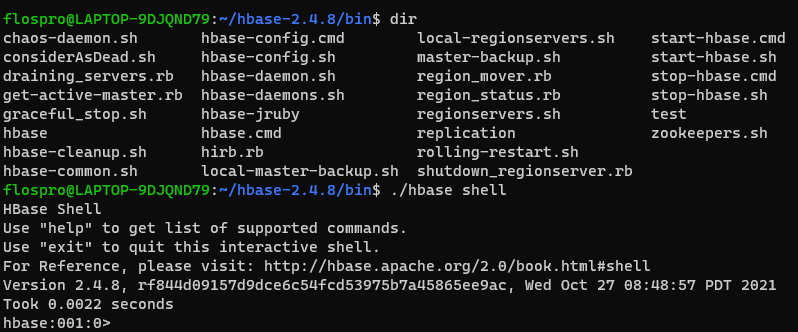 flospro@LAPTOP-9DJQND79:~/hbase-2.4.8/bin$ dir
chaos-daemon.sh hbase-config.cmd local-regionservers.sh start-hbase.cmd
considerAsDead.sh hbase-config.sh master-backup.sh start-hbase.sh
draining_servers.rb hbase-daemon.sh region_mover.rb stop-hbase.cmd
get-active-master.rb hbase-daemons.sh region_status.rb stop-hbase.sh
graceful_stop.sh hbase-jruby regionservers.sh test
hbase hbase.cmd replication zookeepers.sh
hbase-cleanup.sh hirb.rb rolling-restart.sh
hbase-common.sh local-master-backup.sh shutdown_regionserver.rb
flospro@LAPTOP-9DJQND79:~/hbase-2.4.8/bin$ ./hbase shell
HBase Shell
Use "help" to get list of supported commands.
Use "exit" to quit this interactive shell.
For Reference, please visit: http://hbase.apache.org/2.0/book.html#shell
Version 2.4.8, rf844d09157d9dce6c54fcd53975b7a45865ee9ac, Wed Oct 27 08:48:57 PDT 2021
Took 0.0022 seconds
hbase:001:0>